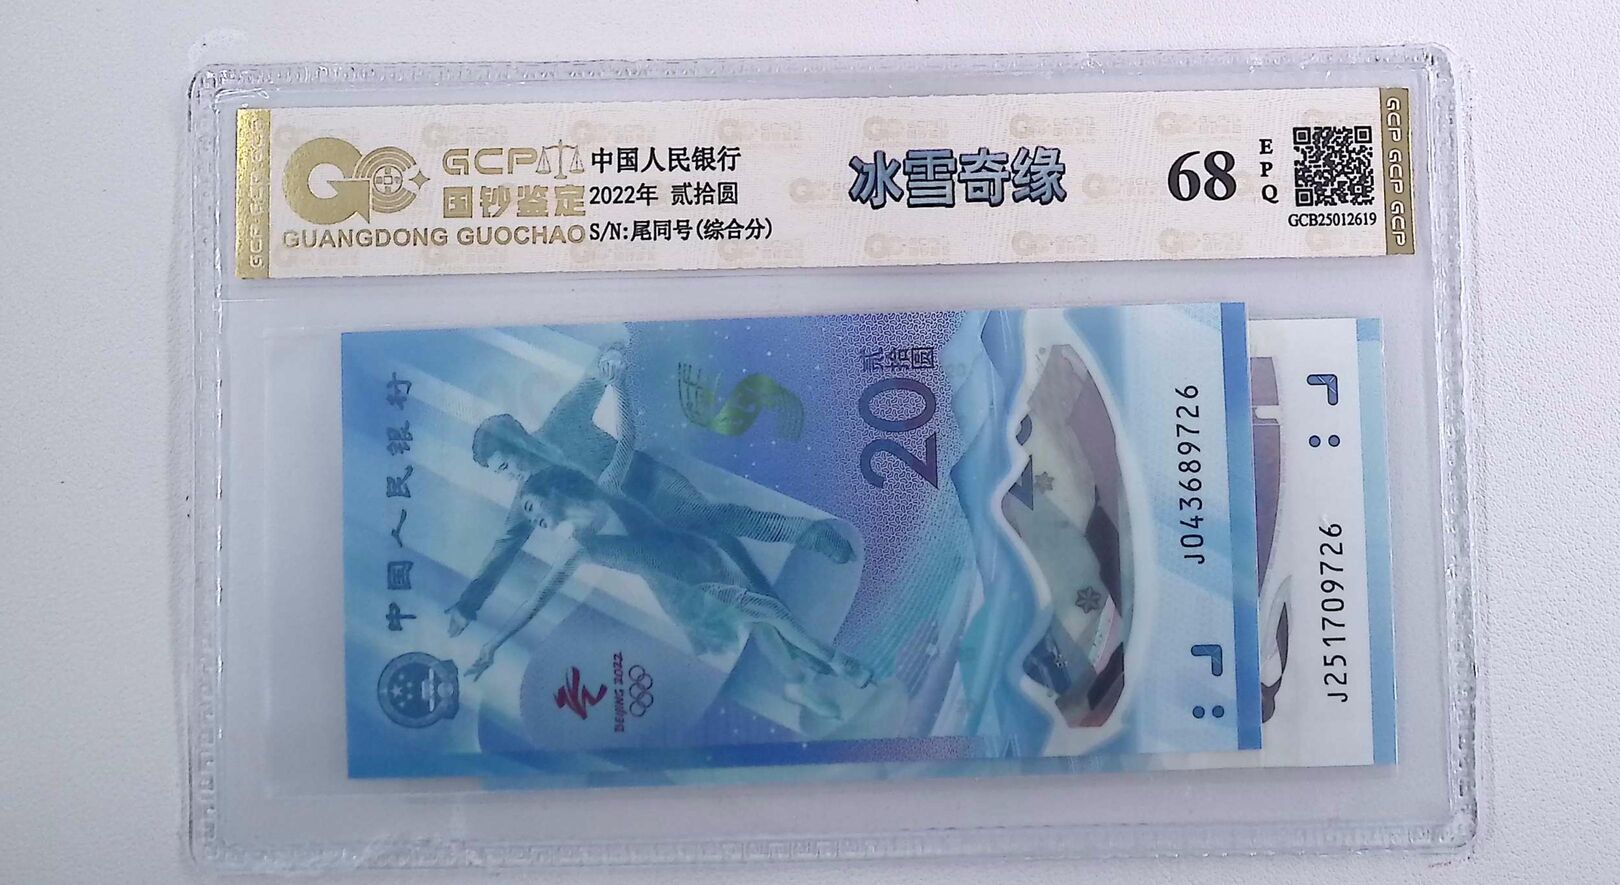 GCP
国钞鉴定
GUANGDONG GUOCHAO
中国人民银行
2022年 贰拾圆
S/N:尾同号(综合分)
冰雪奇缘
68
EPQ
GCB25012619
GCP GCP GCP
中国人民银行
BEIJING 2022
贰拾圆
20
J043689726
J251709726